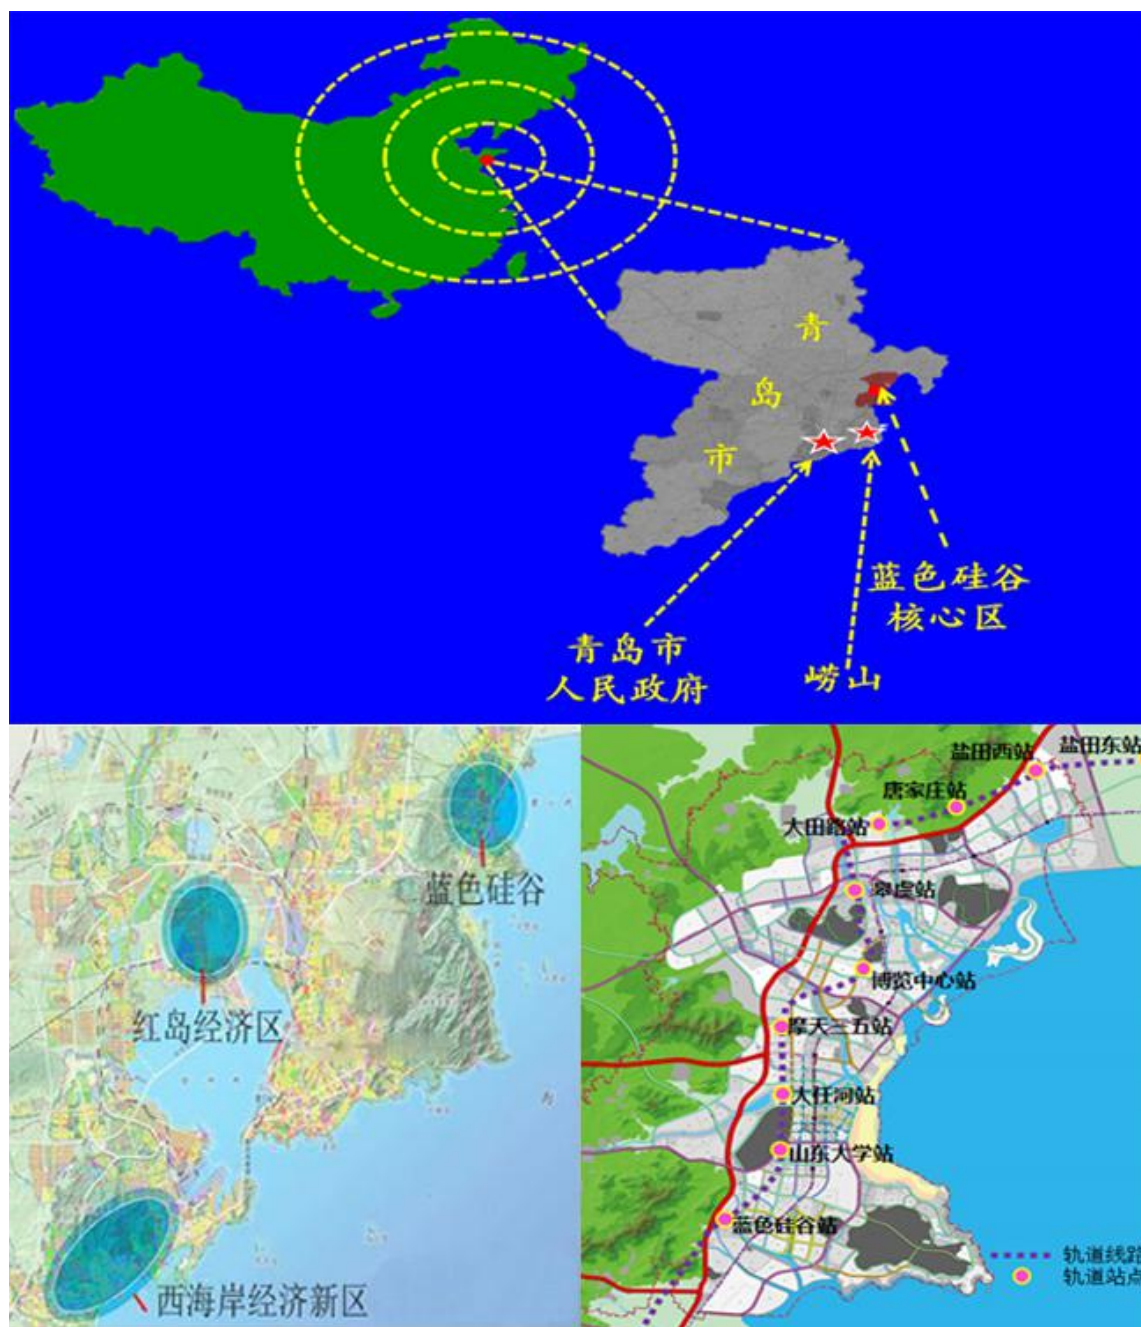 青
岛
市
蓝色硅谷
核心区
青岛市
人民政府
崂山
蓝色硅谷
红岛经济区
西海岸经济新区
盐田西站
盐田东站
唐家庄站
大田路站
皋虞站
博览中心站
摩天三五站
大任河站
山东大学站
蓝色硅谷站
轨道线路
轨道站点